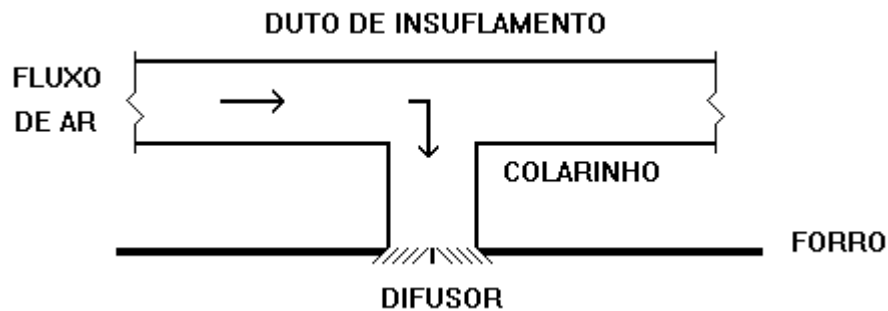 DUTO DE INSUFLAMENTO
FLUXO
DE AR
COLARINHO
FORRO
DIFUSOR